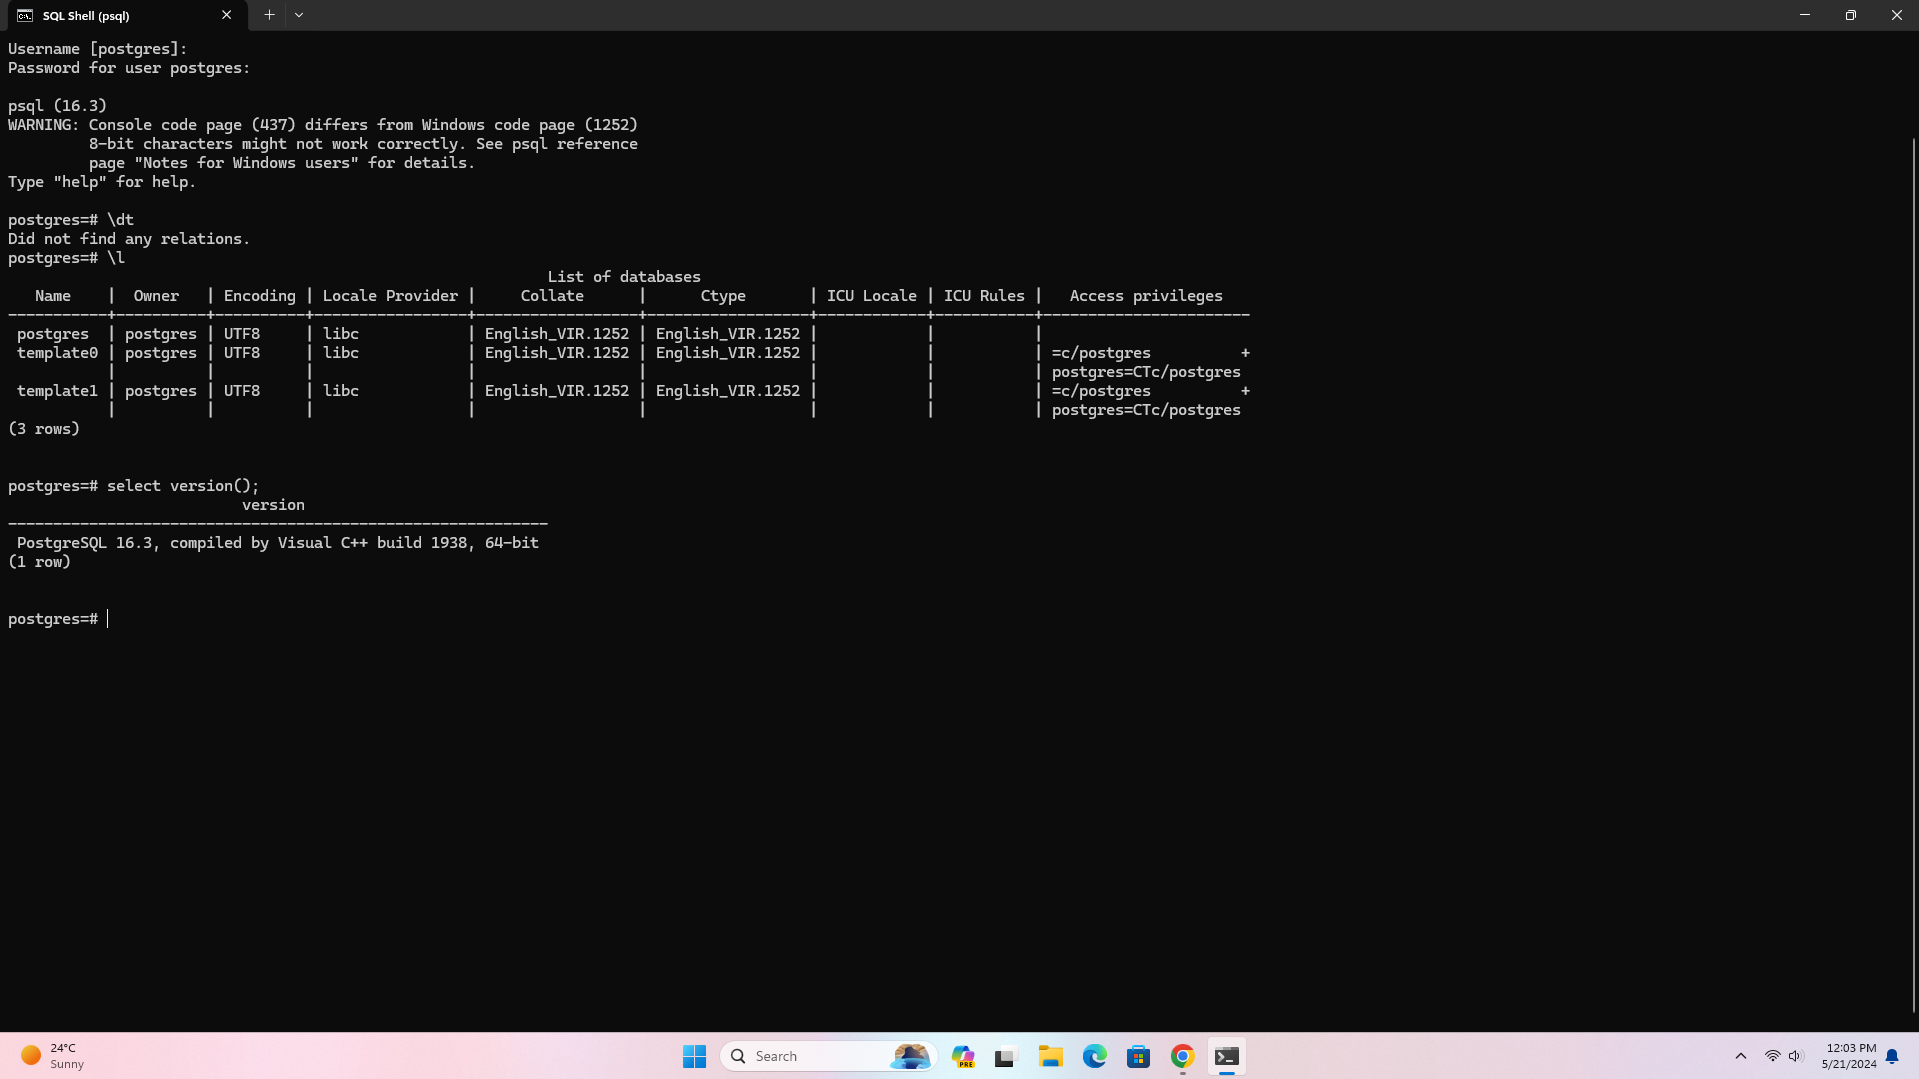 SQL Shell (psql)
Username [postgres]:
Password for user postgres:
psql (16.3)
WARNING: Console code page (437) differs from Windows code page (1252)
         8-bit characters might not work correctly. See psql reference
         page "Notes for Windows users" for details.
Type "help" for help.
postgres=# \dt
Did not find any relations.
postgres=# \l
                                                            List of databases
   Name    |  Owner   | Encoding | Locale Provider |     Collate      |      Ctype       | ICU Locale | ICU Rules |   Access privileges
-----------+----------+----------+-----------------+------------------+------------------+------------+-----------+-----------------------
 postgres  | postgres | UTF8     | libc            | English_VIR.1252 | English_VIR.1252 |            |           |
 template0 | postgres | UTF8     | libc            | English_VIR.1252 | English_VIR.1252 |            |           | =c/postgres          +
           |          |          |                 |                  |                  |            |           | postgres=CTc/postgres
 template1 | postgres | UTF8     | libc            | English_VIR.1252 | English_VIR.1252 |            |           | =c/postgres          +
           |          |          |                 |                  |                  |            |           | postgres=CTc/postgres
(3 rows)
postgres=# select version();
                          version
------------------------------------------------------------
 PostgreSQL 16.3, compiled by Visual C++ build 1938, 64-bit
(1 row)
postgres=#
24°C
Sunny
Search
PRE
12:03 PM
5/21/2024